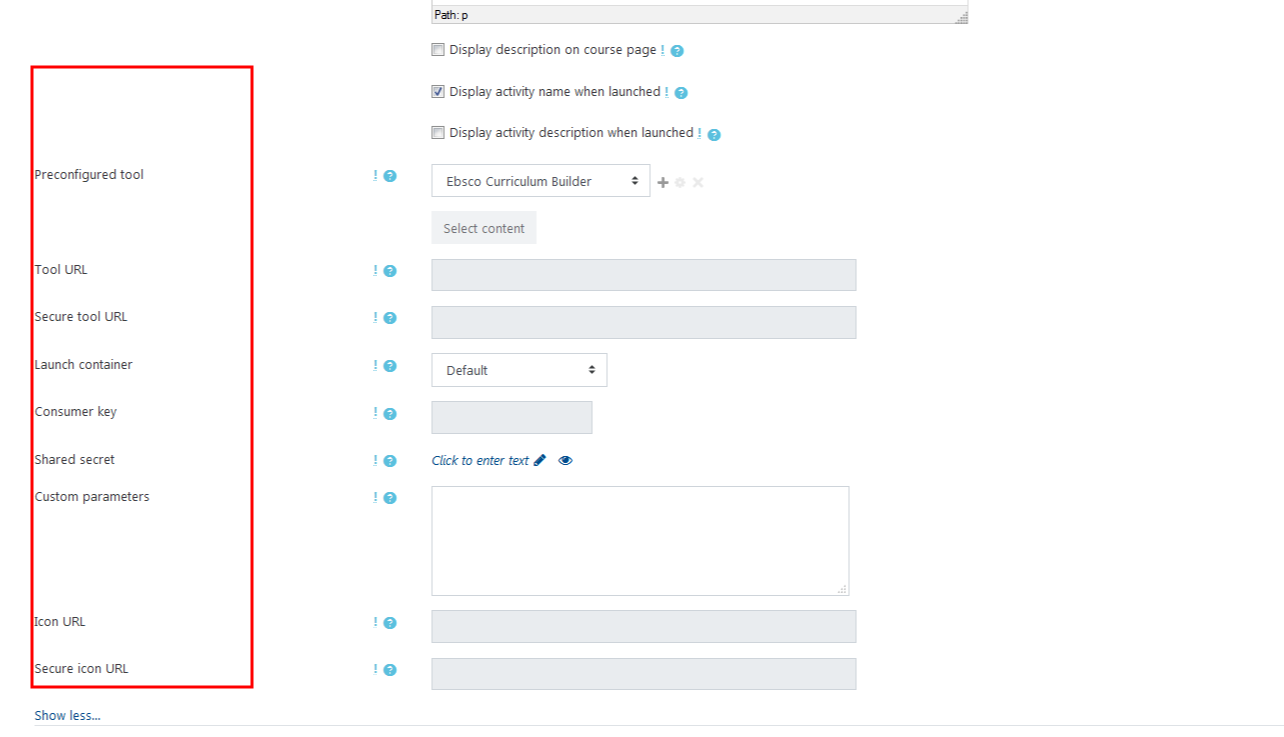 Path: p
Display description on course page !
Display activity name when launched !
Display activity description when launched !
Preconfigured tool ! Ebsco Curriculum Builder
Select content
Tool URL !
Secure tool URL !
Launch container ! Default
Consumer key !
Shared secret ! Click to enter text
Custom parameters !
Icon URL !
Secure icon URL !
Show less...